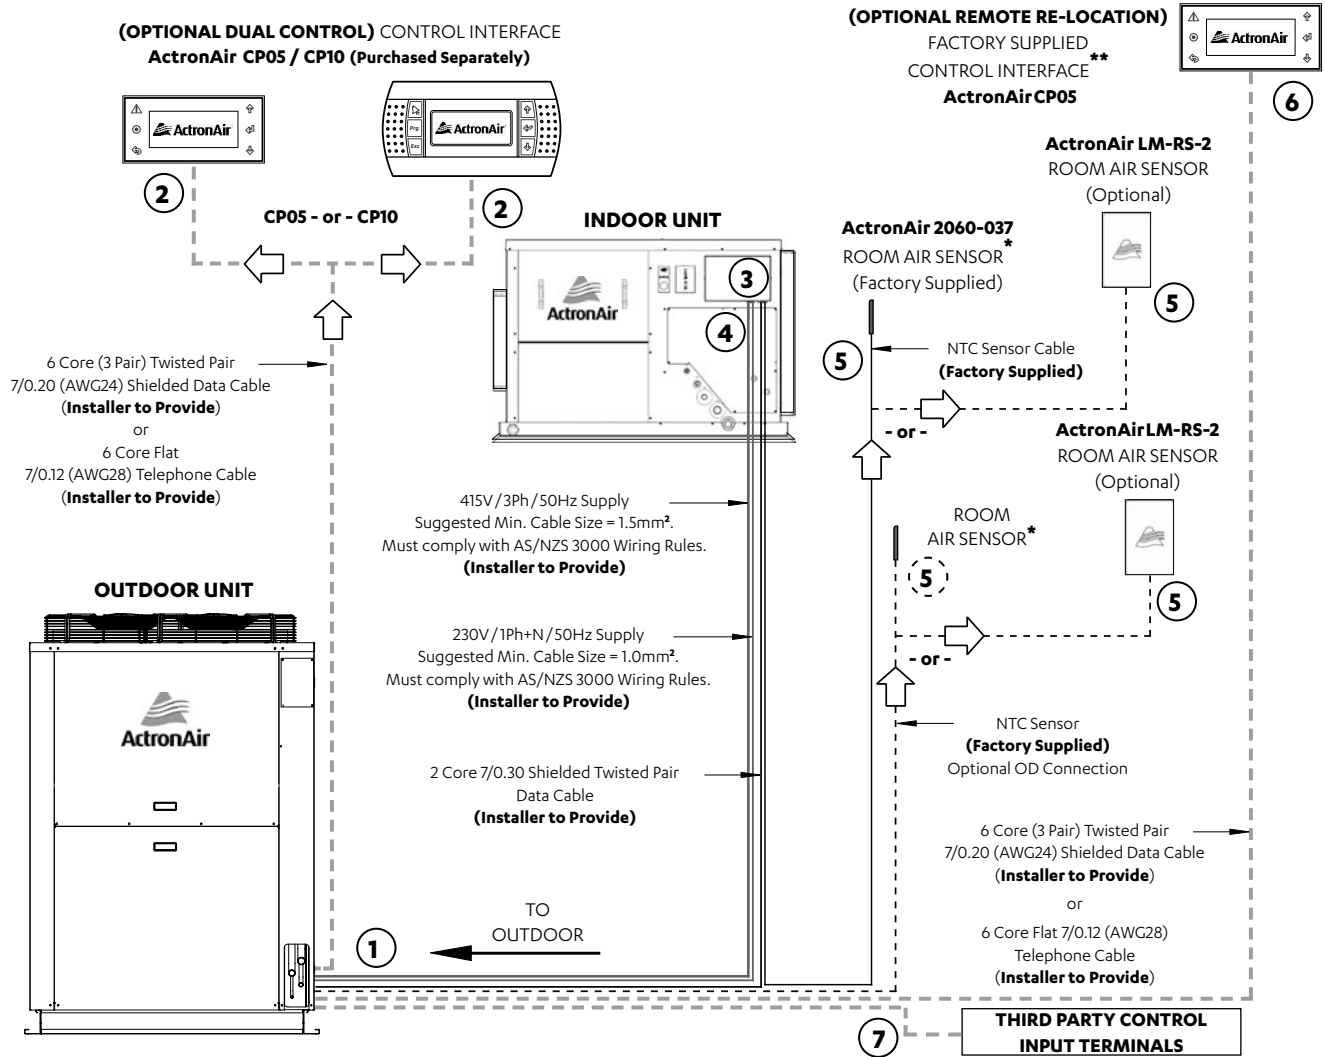 (OPTIONAL DUAL CONTROL) CONTROL INTERFACE
ActronAir CP05 / CP10 (Purchased Separately)
(OPTIONAL REMOTE RE-LOCATION)
FACTORY SUPPLIED
CONTROL INTERFACE**
ActronAir CP05
ActronAir
6
ActronAir
2
Prg
Esc
ActronAir
2
CP05 - or - CP10
INDOOR UNIT
ActronAir
3
4
ActronAir 2060-037
ROOM AIR SENSOR*
(Factory Supplied)
ActronAir LM-RS-2
ROOM AIR SENSOR
(Optional)
5
5
NTC Sensor Cable
(Factory Supplied)
- or -
6 Core (3 Pair) Twisted Pair
7/0.20 (AWG24) Shielded Data Cable
(Installer to Provide)
or
6 Core Flat
7/0.12 (AWG28) Telephone Cable
(Installer to Provide)
ActronAir LM-RS-2
ROOM AIR SENSOR
(Optional)
5
415V / 3Ph / 50Hz Supply
Suggested Min. Cable Size = 1.5mm².
Must comply with AS/NZS 3000 Wiring Rules.
(Installer to Provide)
ROOM
AIR SENSOR*
5
- or -
OUTDOOR UNIT
ActronAir
230V / 1Ph+N / 50Hz Supply
Suggested Min. Cable Size = 1.0mm².
Must comply with AS/NZS 3000 Wiring Rules.
(Installer to Provide)
NTC Sensor
(Factory Supplied)
Optional OD Connection
2 Core 7/0.30 Shielded Twisted Pair
Data Cable
(Installer to Provide)
6 Core (3 Pair) Twisted Pair
7/0.20 (AWG24) Shielded Data Cable
(Installer to Provide)
or
6 Core Flat 7/0.12 (AWG28)
Telephone Cable
(Installer to Provide)
TO
OUTDOOR
1
7
THIRD PARTY CONTROL
INPUT TERMINALS